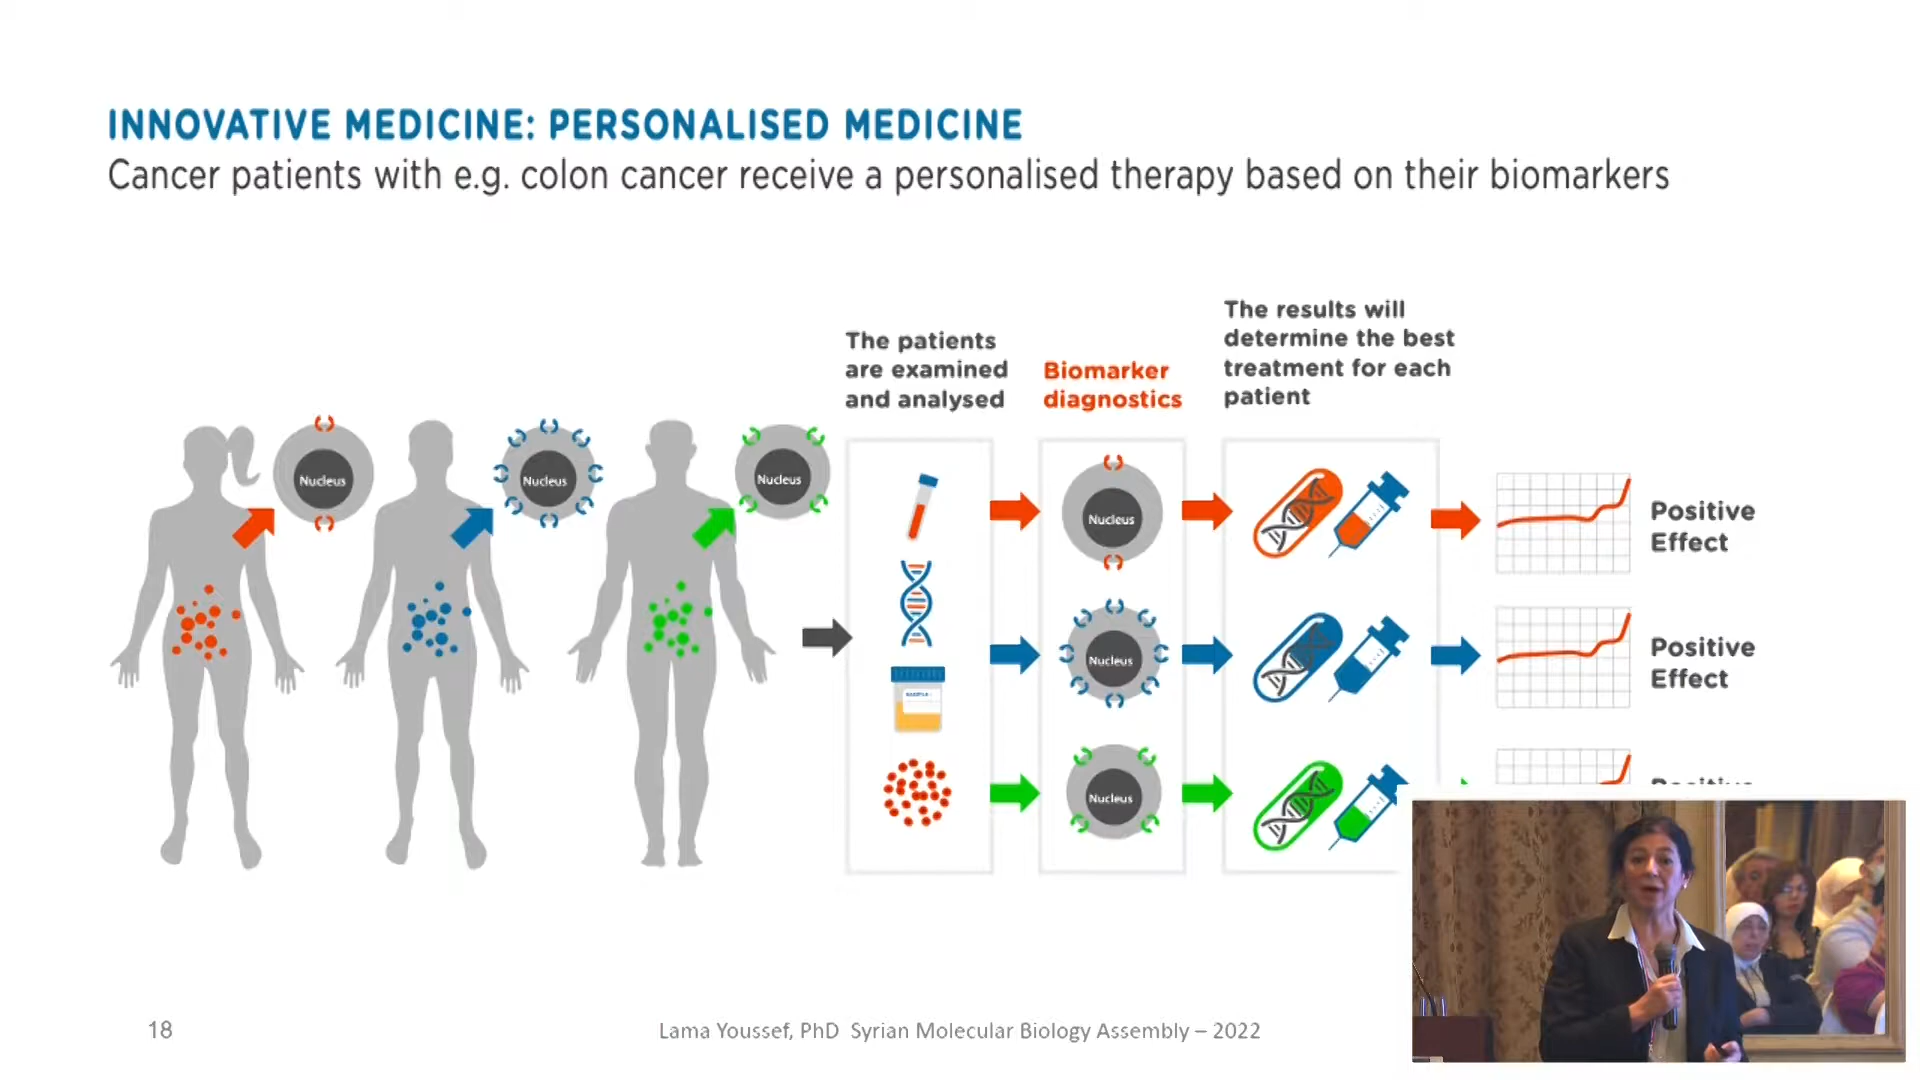 INNOVATIVE MEDICINE: PERSONALISED MEDICINE
Cancer patients with e.g. colon cancer receive a personalised therapy based on their biomarkers
The patients
are examined
and analysed
Biomarker
diagnostics
The results will
determine the best
treatment for each
patient
Nucleus
Nucleus
Nucleus
Nucleus
Positive
Effect
Nucleus
Positive
Effect
Nucleus
18
Lama Youssef, PhD Syrian Molecular Biology Assembly – 2022